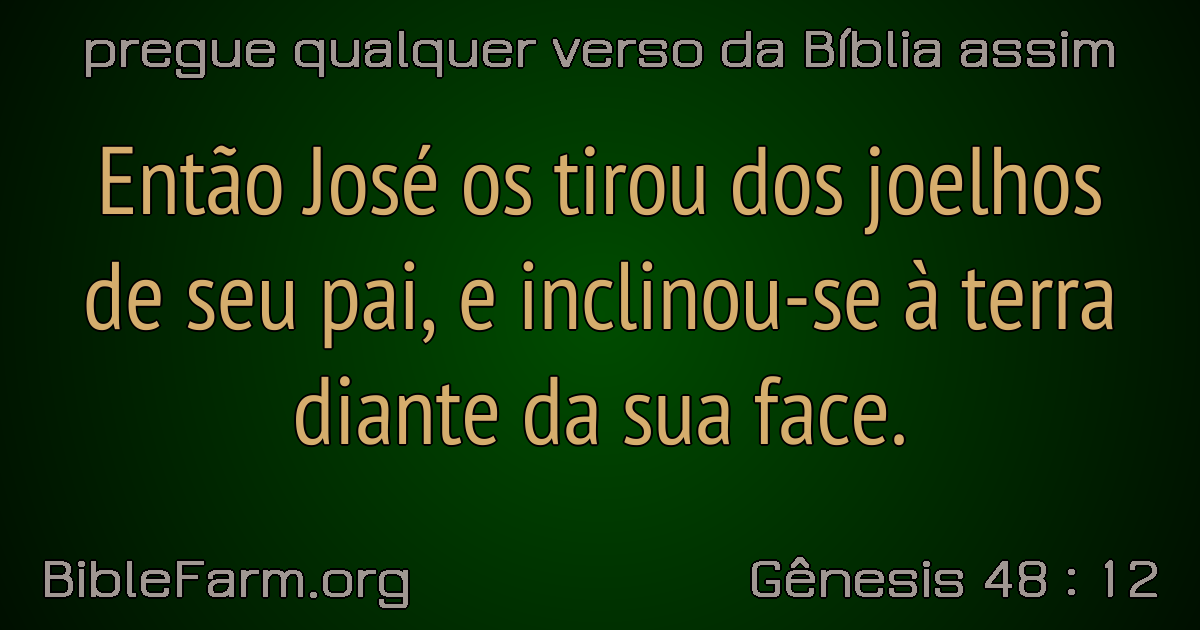 pregue qualquer verso da Bíblia assim
Então José os tirou dos joelhos
de seu pai, e inclinou-se à terra
diante da sua face.
BibleFarm.org
Gênesis 48 : 12